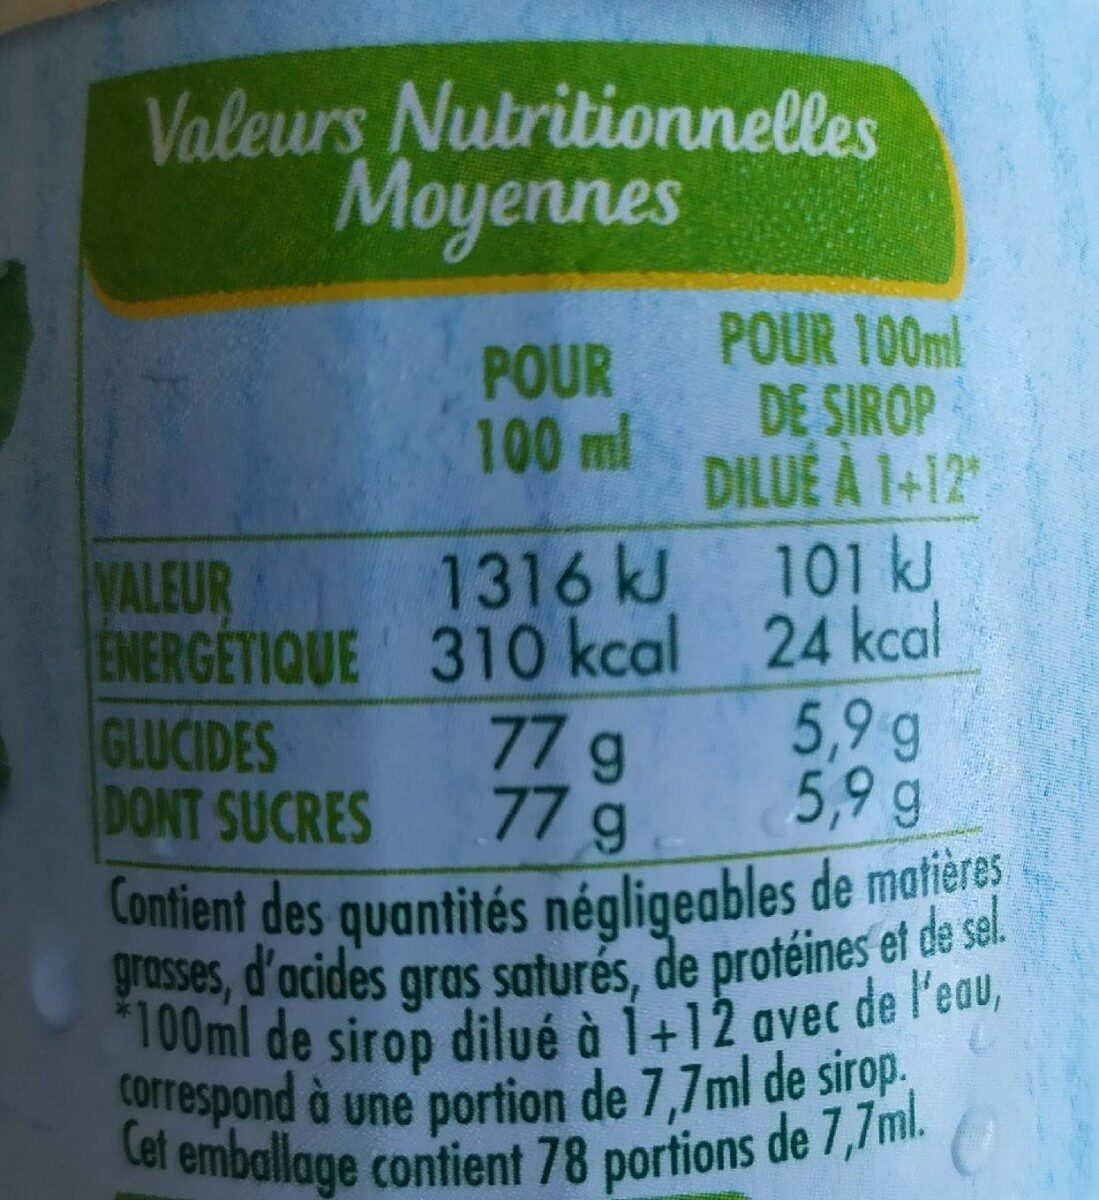 Valeurs Nutritionnelles
Moyennes
POUR
100 ml
POUR 100ml
DE SIROP
DILUÉ À 1+12*
VALEUR
ÉNERGÉTIQUE
1316 kJ
310 kcal
101 kJ
24 kcal
GLUCIDES 77 g 5,9 g
DONT SUCRES 77 g 5,9 g
Contient des quantités négligeables de matières
grasses, d'acides gras saturés, de protéines et de sel.
*100ml de sirop dilué à 1+12 avec de l'eau,
correspond à une portion de 7,7ml de sirop.
Cet emballage contient 78 portions de 7,7ml.